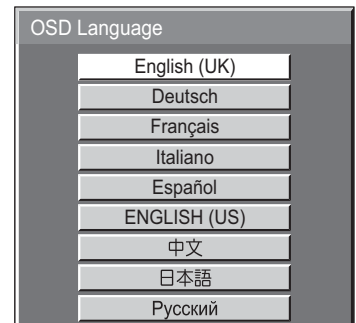 OSD Language
English (UK)
Deutsch
Français
Italiano
Español
ENGLISH (US)
中文
日本語
Русский